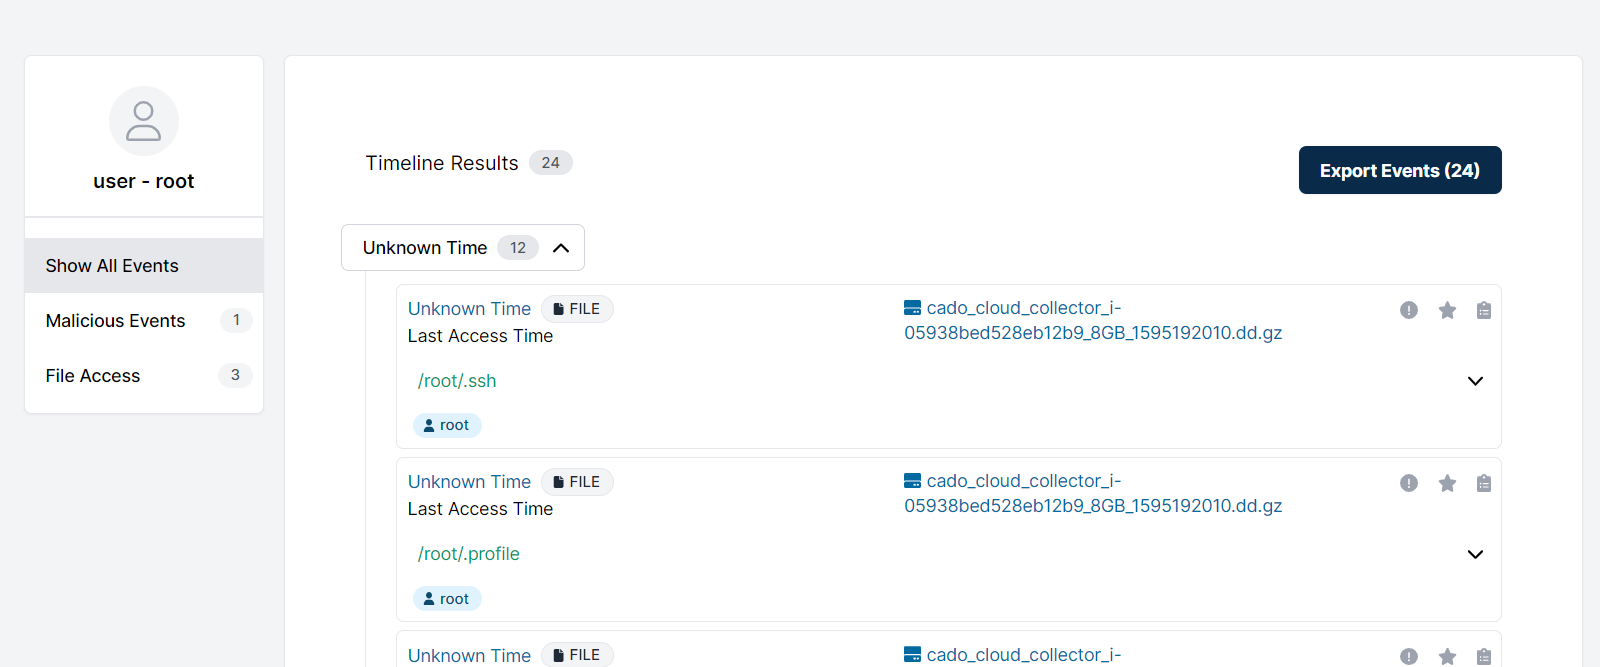 user - root
Show All Events
Malicious Events 1
File Access 3
Timeline Results 24
Export Events (24)
Unknown Time 12
Unknown Time FILE
Last Access Time
cado_cloud_collector_i-
05938bed528eb12b9_8GB_1595192010.dd.gz
/root/.ssh
root
Unknown Time FILE
Last Access Time
cado_cloud_collector_i-
05938bed528eb12b9_8GB_1595192010.dd.gz
/root/.profile
root
Unknown Time FILE
cado_cloud_collector_i-